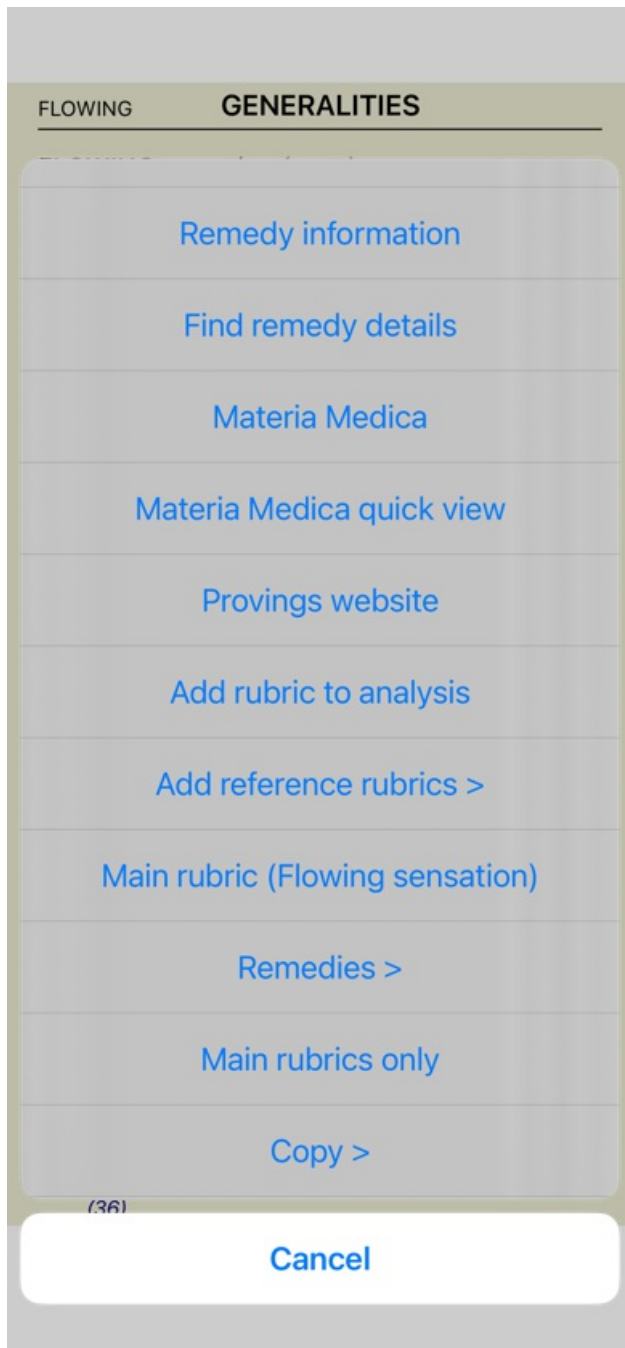 FLOWING GENERALITIES
Remedy information
Find remedy details
Materia Medica
Materia Medica quick view
Provings website
Add rubric to analysis
Add reference rubrics >
Main rubric (Flowing sensation)
Remedies >
Main rubrics only
Copy >
(36)
Cancel